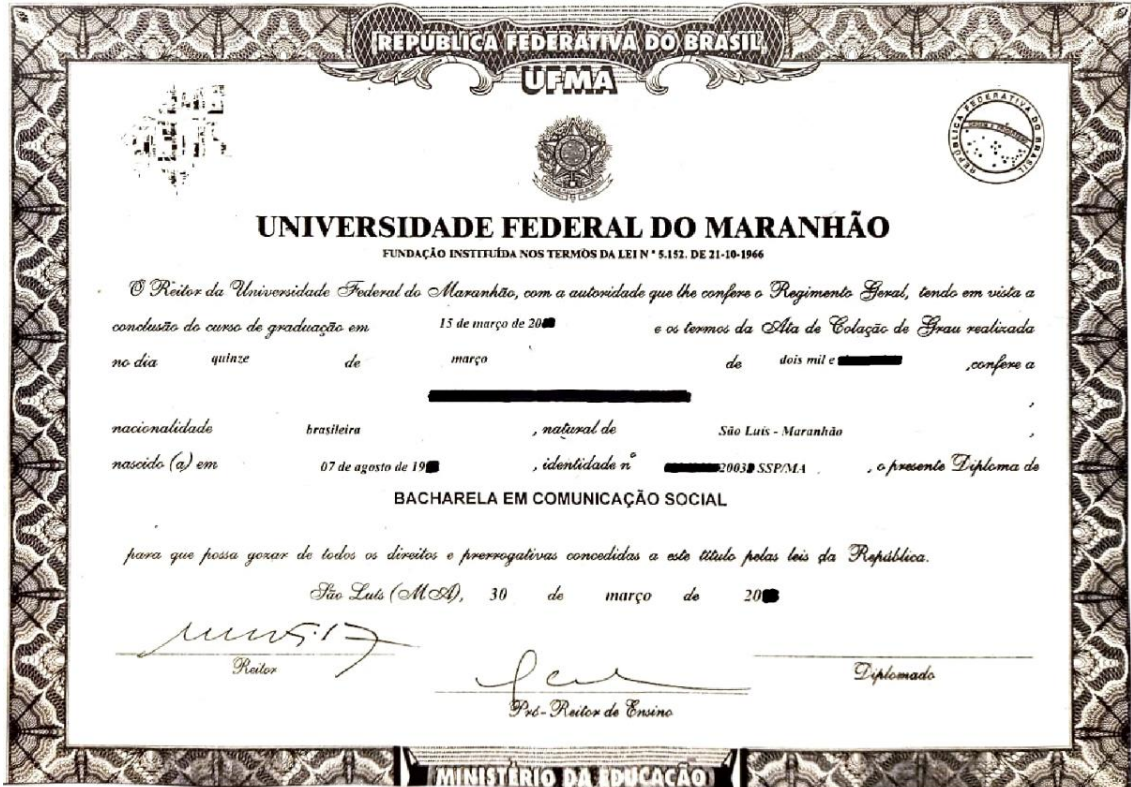 REPÚBLICA FEDERATIVA DO BRASIL
UFMA
REPÚBLICA FEDERATIVA DO BRASIL
UNIVERSIDADE FEDERAL DO MARANHÃO
FUNDAÇÃO INSTITUÍDA NOS TERMOS DA LEI N° 5.152. DE 21-10-1966
O Reitor da Universidade Federal do Maranhão, com a autoridade que lhe confere o Regimento Geral, tendo em vista a
conclusão do curso de graduação em 15 de março de 20 e os termos da Ata de Colação de Grau realizada
no dia quinze de março de dois mil e ,confere a
,
nacionalidade brasileira , natural de São Luís - Maranhão ,
nascido (a) em 07 de agosto de 19 , identidade nº 2003 SSP/MA , o presente Diploma de
BACHARELA EM COMUNICAÇÃO SOCIAL
para que possa gozar de todos os direitos e prerrogativas concedidas a este título pelas leis da República.
São Luís (MA), 30 de março de 20
Reitor
Pró-Reitor de Ensino
Diplomado
MINISTÉRIO DA EDUCAÇÃO